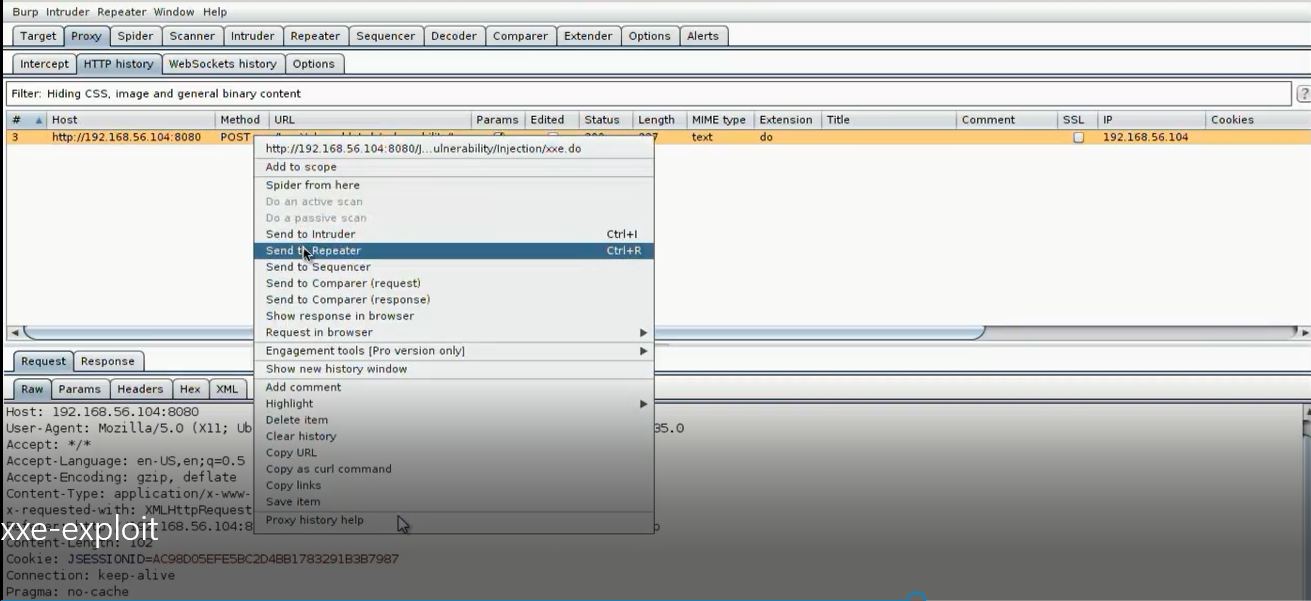 Burp Intruder Repeater Window Help
Target Proxy Spider Scanner Intruder Repeater Sequencer Decoder Comparer Extender Options Alerts
Intercept HTTP history WebSockets history Options
Filter: Hiding CSS, image and general binary content ?
# Host Method URL Params Edited Status Length MIME type Extension Title Comment SSL IP Cookies
3 http://192.168.56.104:8080 POST text do 192.168.56.104
http://192.168.56.104:8080/J...ulnerability/Injection/xxe.do
Add to scope
Spider from here
Do an active scan
Do a passive scan
Send to Intruder Ctrl+I
Send to Repeater Ctrl+R
Send to Sequencer
Send to Comparer (request)
Send to Comparer (response)
Show response in browser
Request in browser
Engagement tools [Pro version only]
Show new history window
Add comment
Highlight
Delete item
Clear history
Copy URL
Copy as curl command
Copy links
Save item
Proxy history help
Request Response
Raw Params Headers Hex XML
Host: 192.168.56.104:8080
User-Agent: Mozilla/5.0 (X11; Ub 35.0
Accept: */*
Accept-Language: en-US,en;q=0.5
Accept-Encoding: gzip, deflate
Content-Type: application/x-www-
x-requested-with: XMLHttpRequest
192.168.56.104:8 o
xxe-exploit
Content-Length: 102
Cookie: JSESSIONID=AC98D05EFE5BC2D4BB1783291B3B7987
Connection: keep-alive
Pragma: no-cache